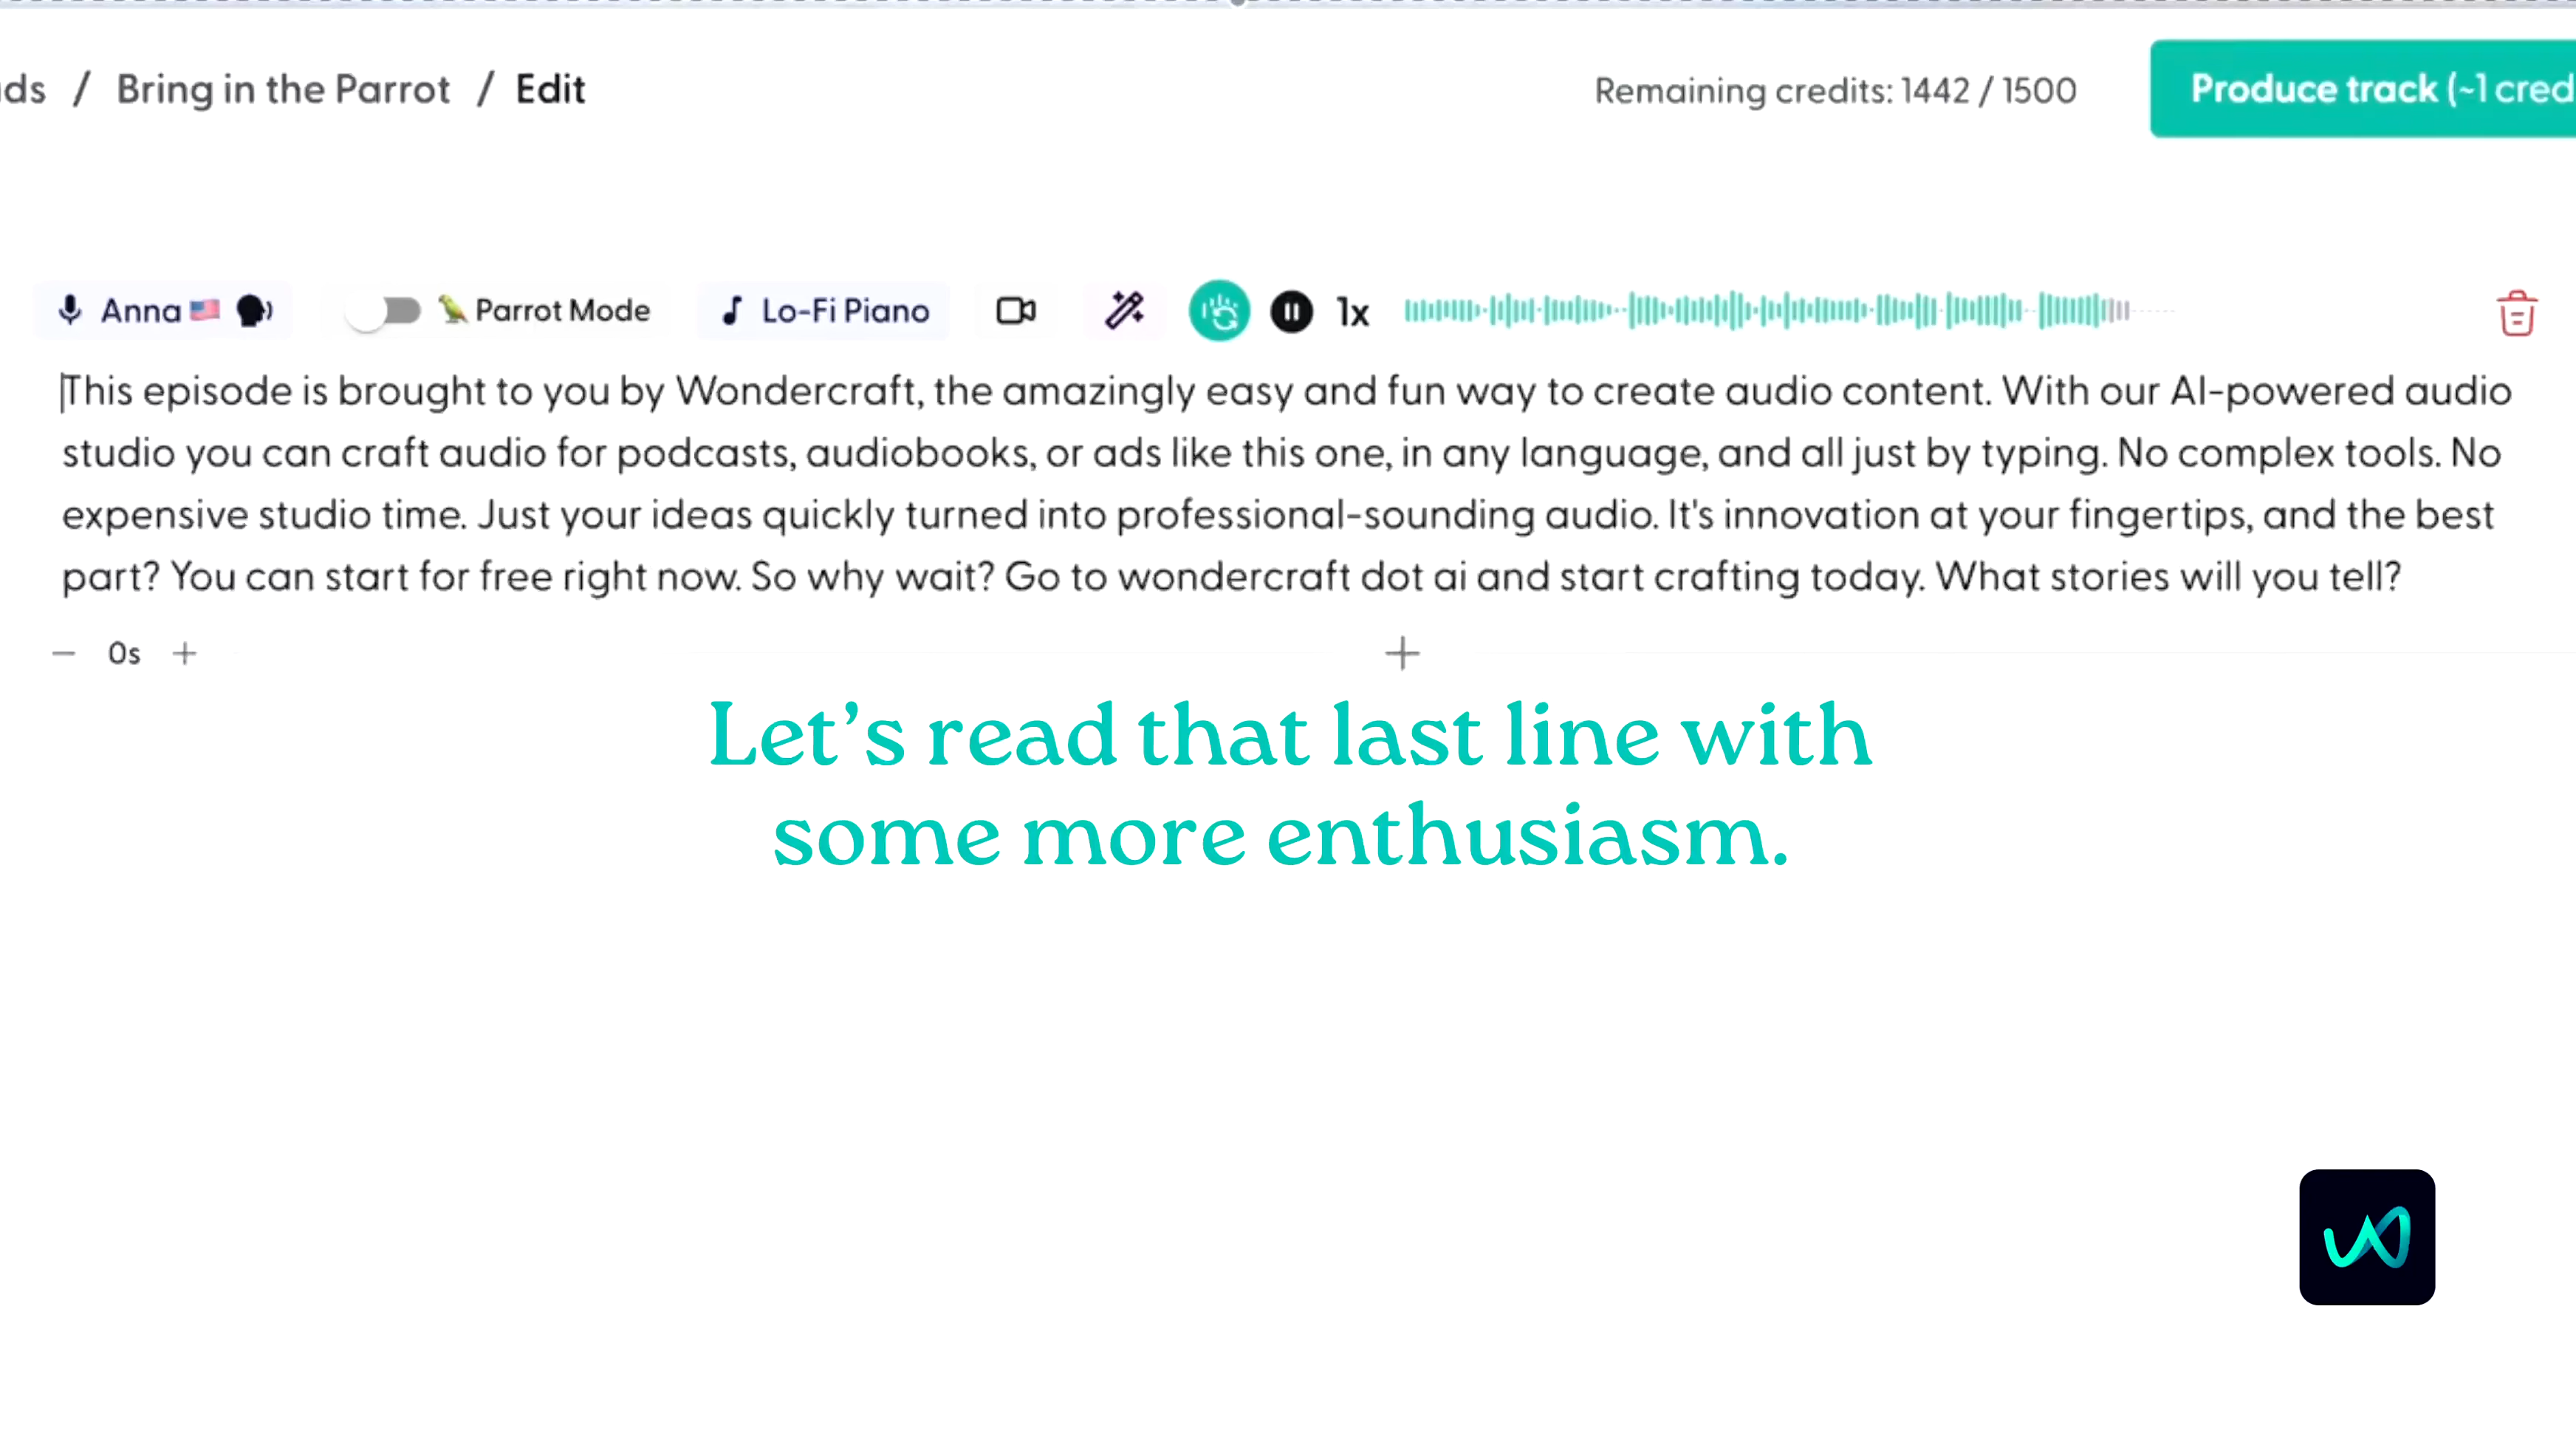 ds / Bring in the Parrot / Edit
Remaining credits: 1442 / 1500
Produce track (~1 cred
Anna
Parrot Mode
Lo-Fi Piano
1x
This episode is brought to you by Wondercraft, the amazingly easy and fun way to create audio content. With our AI-powered audio
studio you can craft audio for podcasts, audiobooks, or ads like this one, in any language, and all just by typing. No complex tools. No
expensive studio time. Just your ideas quickly turned into professional-sounding audio. It's innovation at your fingertips, and the best
part? You can start for free right now. So why wait? Go to wondercraft dot ai and start crafting today. What stories will you tell?
− 0s +
+
Let’s read that last line with
some more enthusiasm.